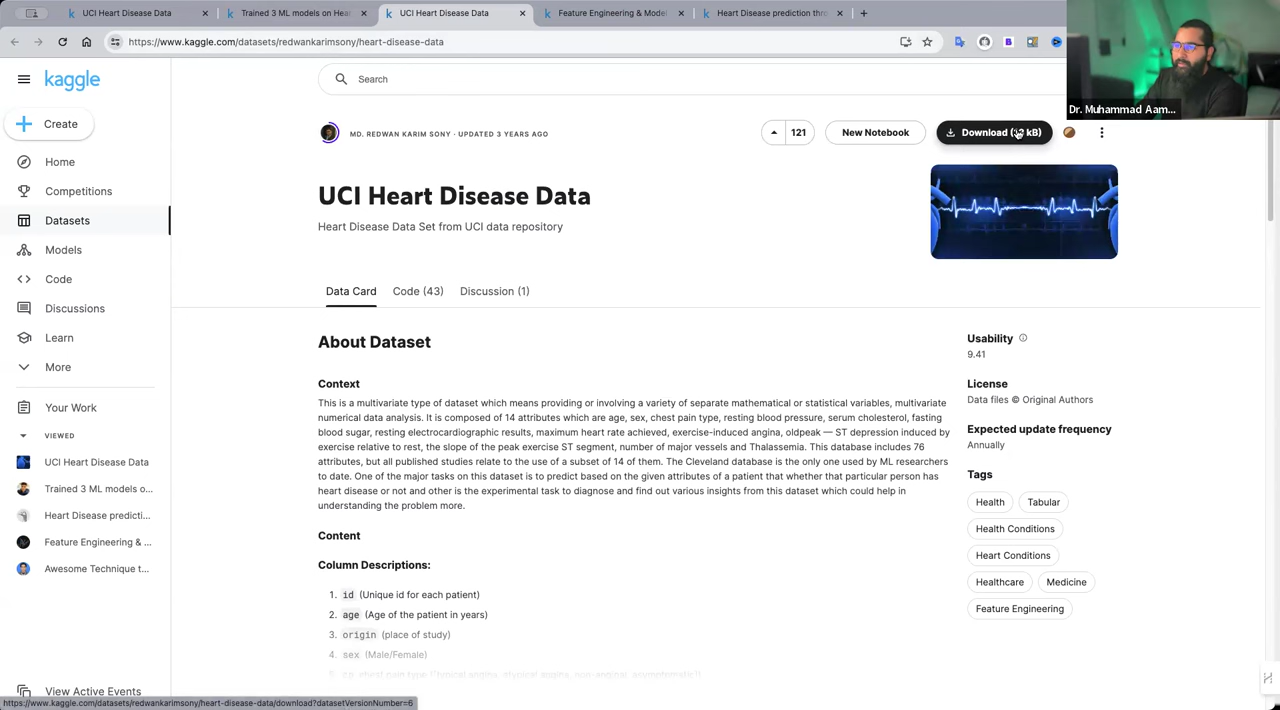 UCI Heart Disease Data
Trained 3 ML models on Hea
UCI Heart Disease Data
Feature Engineering & Model
Heart Disease prediction thro
https://www.kaggle.com/datasets/redwankarimsony/heart-disease-data
Dr. Muhammad Aam...
kaggle
Search
Create
Home
Competitions
Datasets
Models
Code
Discussions
Learn
More
Your Work
VIEWED
UCI Heart Disease Data
Trained 3 ML models o...
Heart Disease predicti...
Feature Engineering & ...
Awesome Technique t...
View Active Events
MD. REDWAN KARIM SONY · UPDATED 3 YEARS AGO
121
New Notebook
Download ( kB)
UCI Heart Disease Data
Heart Disease Data Set from UCI data repository
Data Card
Code (43)
Discussion (1)
About Dataset
Context
This is a multivariate type of dataset which means providing or involving a variety of separate mathematical or statistical variables, multivariate
numerical data analysis. It is composed of 14 attributes which are age, sex, chest pain type, resting blood pressure, serum cholesterol, fasting
blood sugar, resting electrocardiographic results, maximum heart rate achieved, exercise-induced angina, oldpeak — ST depression induced by
exercise relative to rest, the slope of the peak exercise ST segment, number of major vessels and Thalassemia. This database includes 76
attributes, but all published studies relate to the use of a subset of 14 of them. The Cleveland database is the only one used by ML researchers
to date. One of the major tasks on this dataset is to predict based on the given attributes of a patient that whether that particular person has
heart disease or not and other is the experimental task to diagnose and find out various insights from this dataset which could help in
understanding the problem more.
Content
Column Descriptions:
1. id (Unique id for each patient)
2. age (Age of the patient in years)
3. origin (place of study)
4. sex (Male/Female)
Usability
9.41
License
Data files © Original Authors
Expected update frequency
Annually
Tags
Health
Tabular
Health Conditions
Heart Conditions
Healthcare
Medicine
Feature Engineering
https://www.kaggle.com/datasets/redwankarimsony/heart-disease-data/download?datasetVersionNumber=6